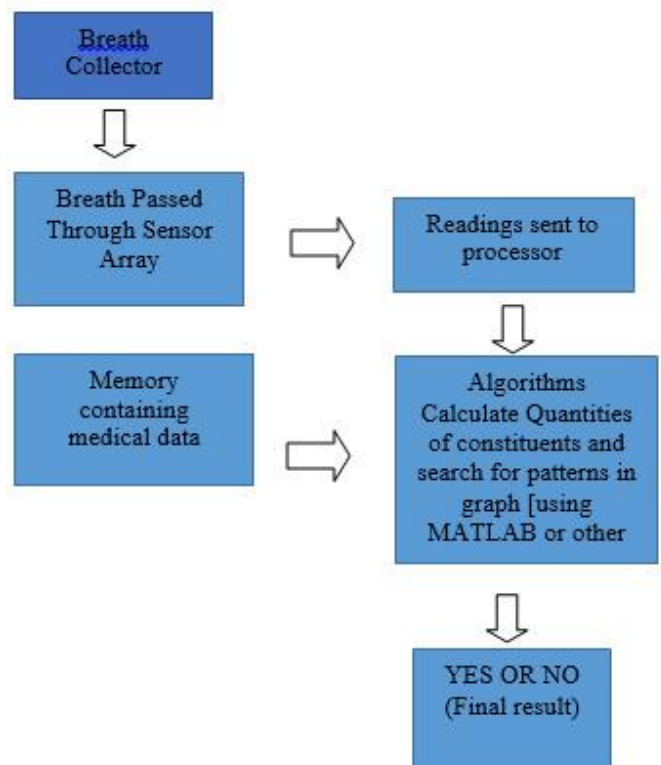 Breath
Collector
Breath Passed
Through Sensor
Array
Readings sent to
processor
Memory
containing
medical data
Algorithms
Calculate Quantities
of constituents and
search for patterns in
graph [using
MATLAB or other
YES OR NO
(Final result)